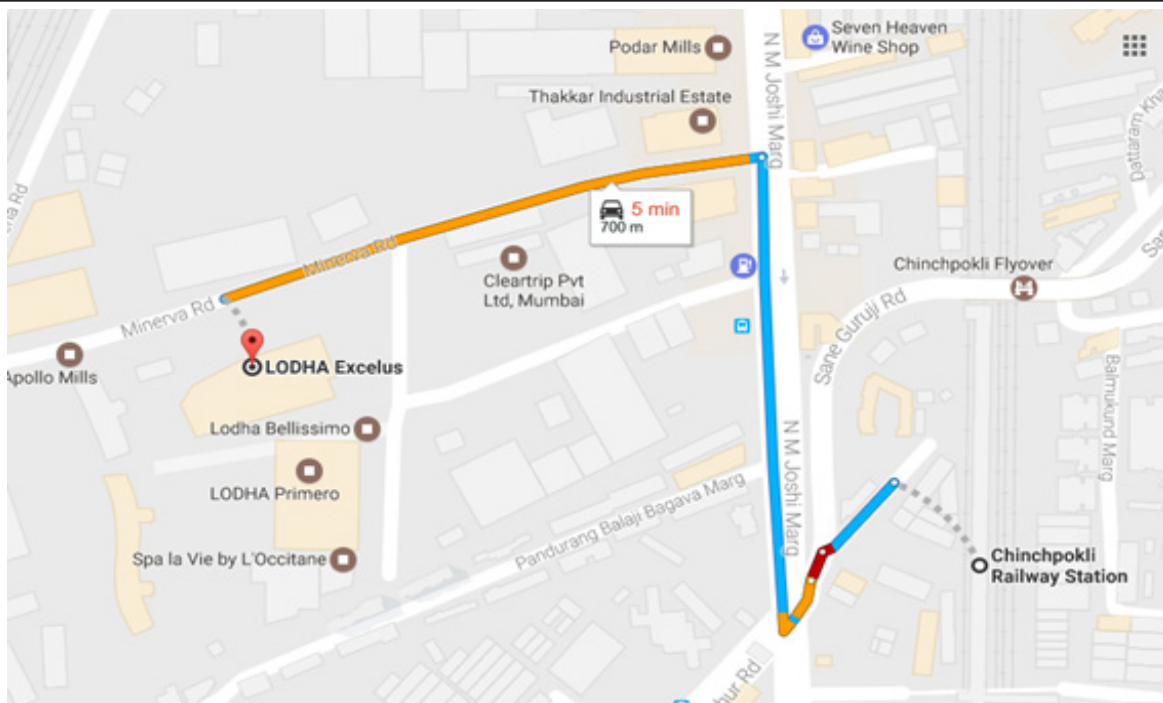 Podar Mills
Seven Heaven
Wine Shop
Thakkar Industrial Estate
N M Joshi Marg
5 min
700 m
Minerva Rd
Cleartrip Pvt
Ltd, Mumbai
Chinchpokli Flyover
Minerva Rd
Sane Guruji Rd
Apollo Mills
LODHA Excelus
Lodha Bellissimo
Balmukund Marg
LODHA Primero
N M Joshi Marg
Pandurang Balaji Bagava Marg
Spa la Vie by L'Occitane
Chinchpokli
Railway Station